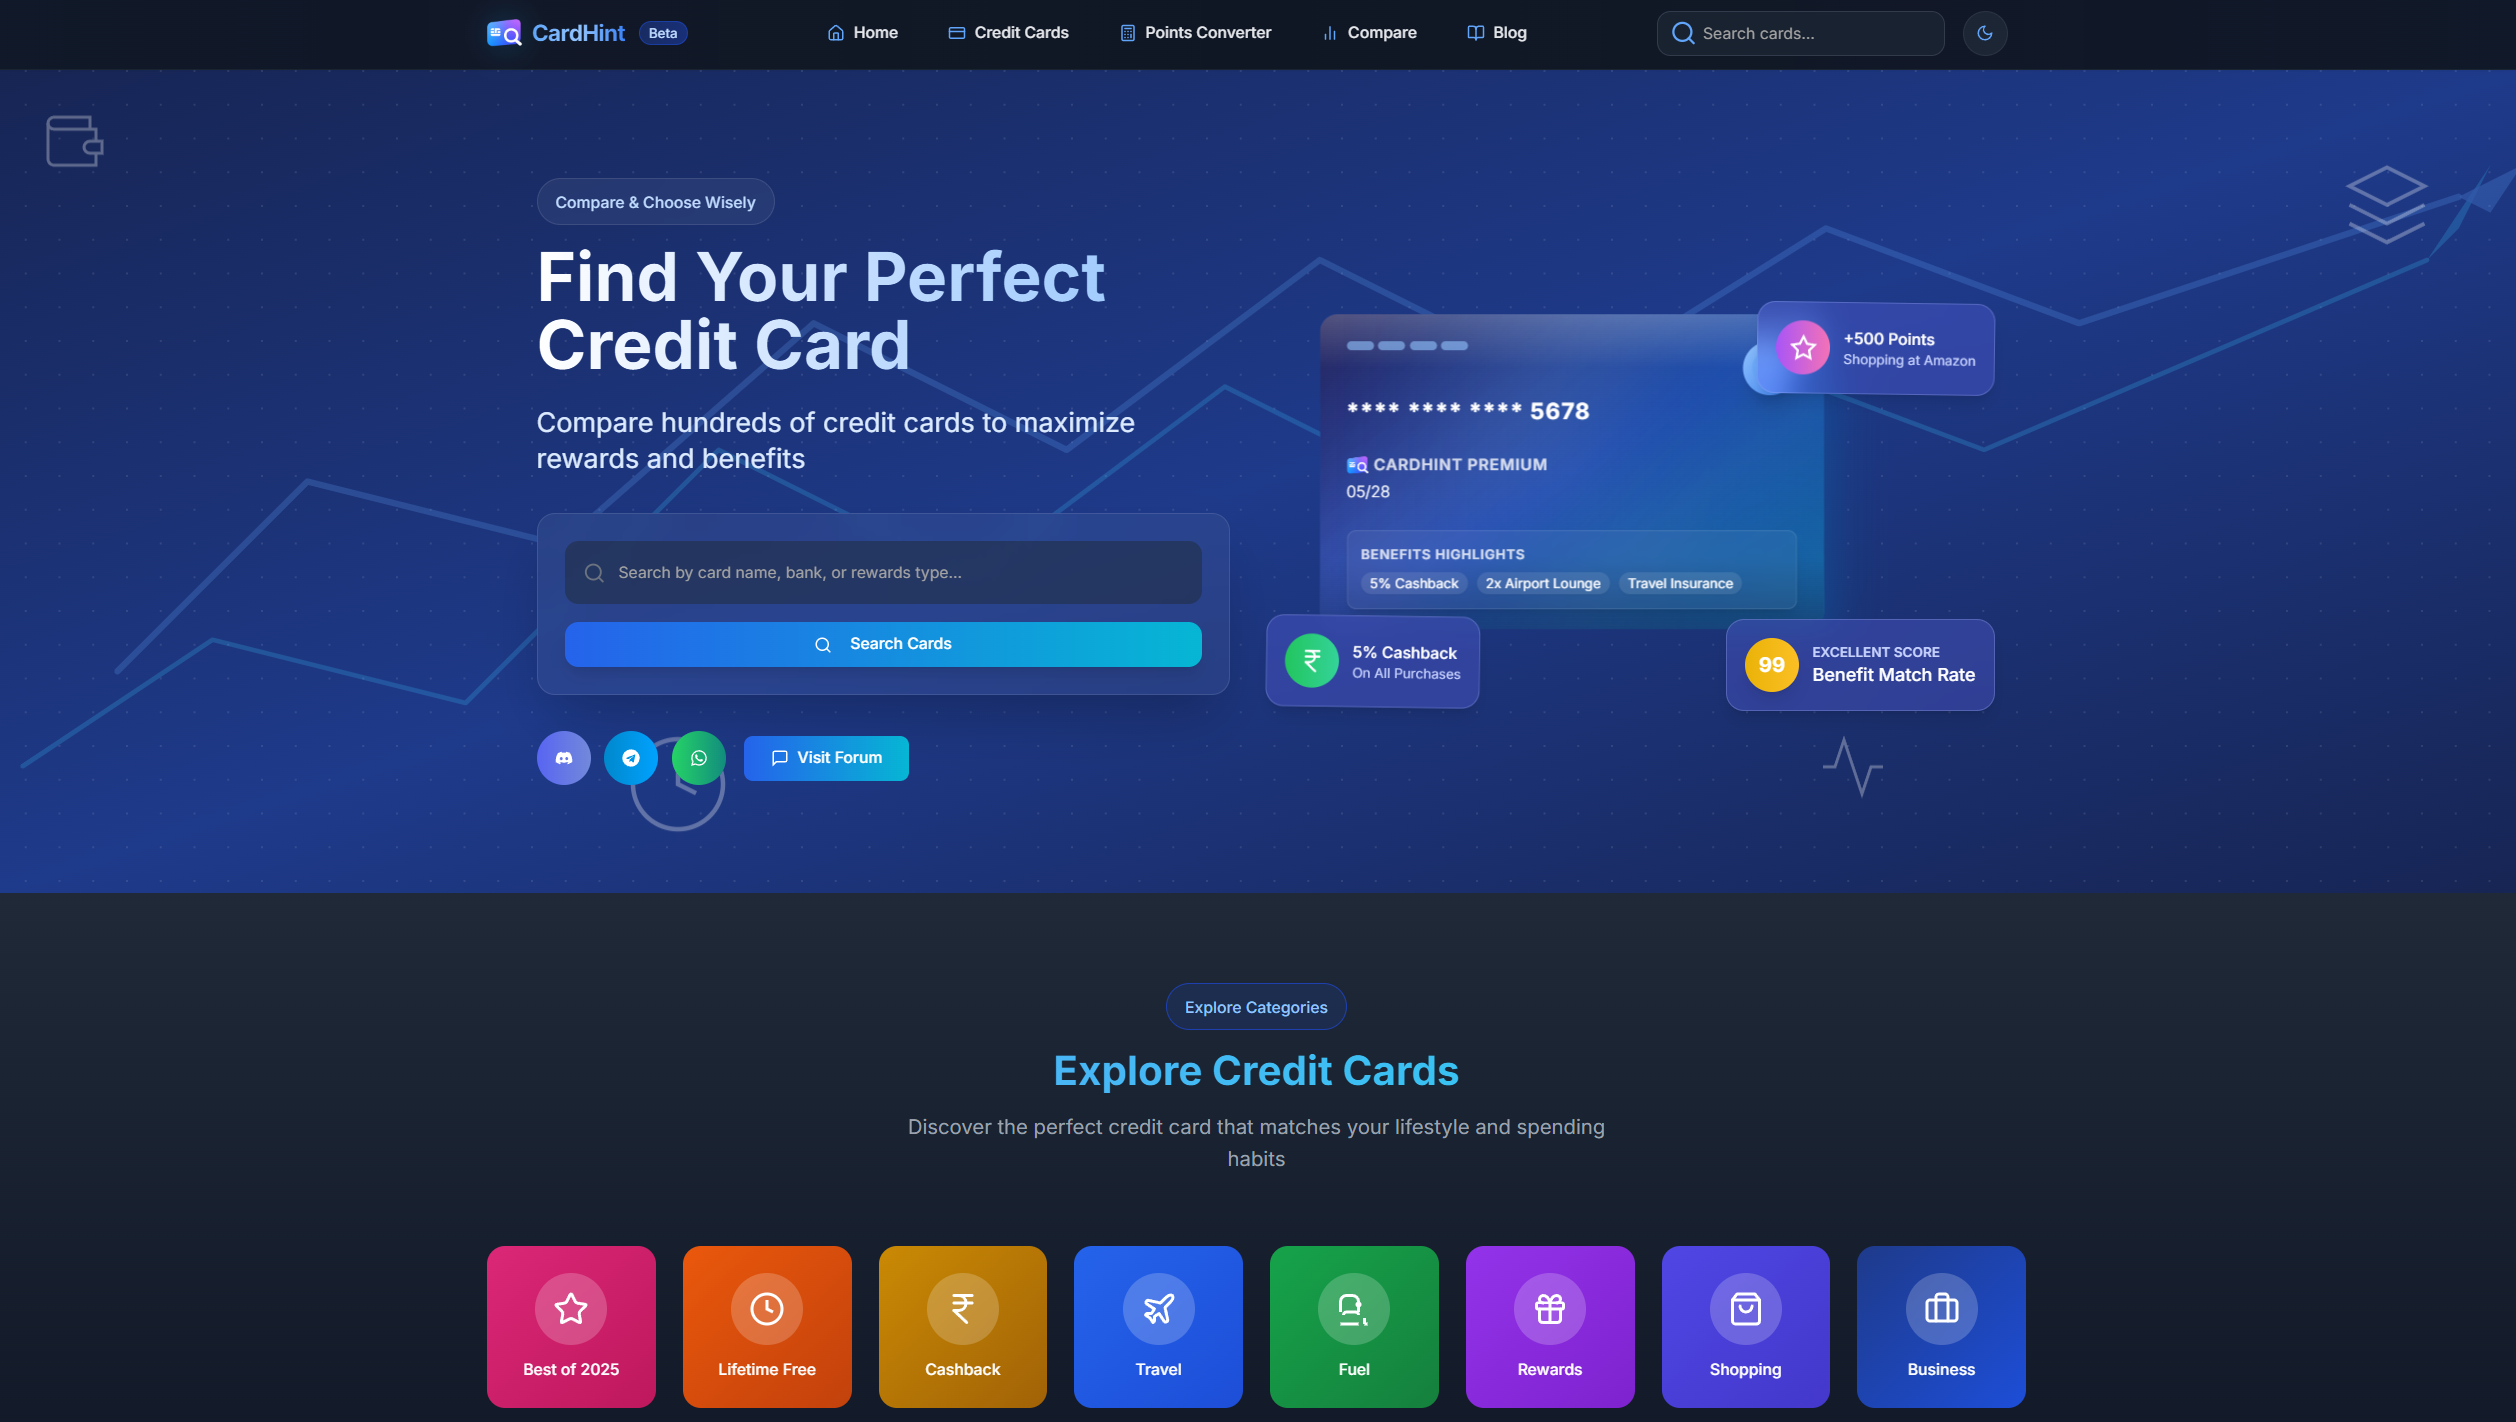 CardHint
Beta
Home
Credit Cards
Points Converter
Compare
Blog
Search cards...
Compare & Choose Wisely
Find Your Perfect
Credit Card
Compare hundreds of credit cards to maximize
rewards and benefits
Search by card name, bank, or rewards type...
Search Cards
Visit Forum
+500 Points
Shopping at Amazon
**** **** **** 5678
CARDHINT PREMIUM
05/28
BENEFITS HIGHLIGHTS
5% Cashback
2x Airport Lounge
Travel Insurance
₹
5% Cashback
On All Purchases
99
EXCELLENT SCORE
Benefit Match Rate
Explore Categories
Explore Credit Cards
Discover the perfect credit card that matches your lifestyle and spending
habits
Best of 2025
Lifetime Free
₹
Cashback
Travel
Fuel
Rewards
Shopping
Business